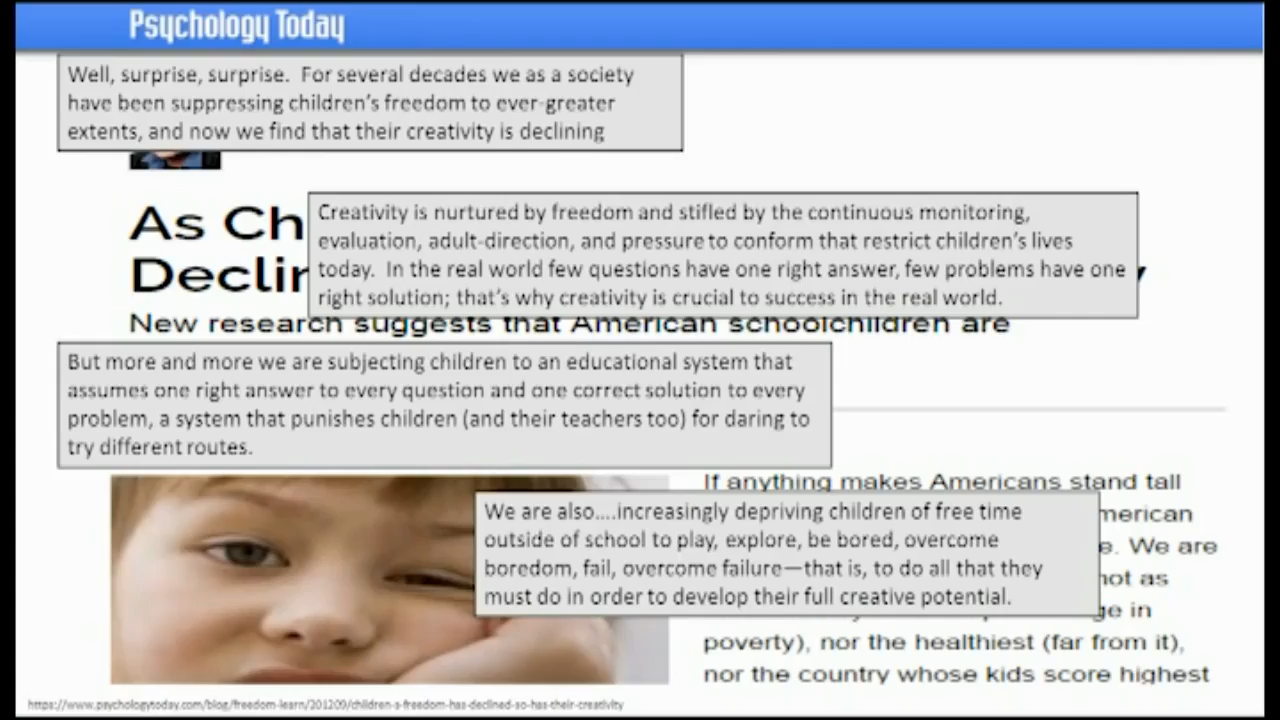 Psychology Today
Well, surprise, surprise. For several decades we as a society
have been suppressing children's freedom to ever-greater
extents, and now we find that their creativity is declining
As Ch
Declin
Creativity is nurtured by freedom and stifled by the continuous monitoring,
evaluation, adult-direction, and pressure to conform that restrict children's lives
today. In the real world few questions have one right answer, few problems have one
right solution; that's why creativity is crucial to success in the real world.
New research suggests that American schoolchildren are
But more and more we are subjecting children to an educational system that
assumes one right answer to every question and one correct solution to every
problem, a system that punishes children (and their teachers too) for daring to
try different routes.
If anything makes Americans stand tall
merican
e. We are
not as
ge in
poverty), nor the healthiest (far from it),
nor the country whose kids score highest
We are also....increasingly depriving children of free time
outside of school to play, explore, be bored, overcome
boredom, fail, overcome failure—that is, to do all that they
must do in order to develop their full creative potential.
https://www.psychologytoday.com/blog/freedom-learn/201209/children-s-freedom-has-declined-so-has-their-creativity